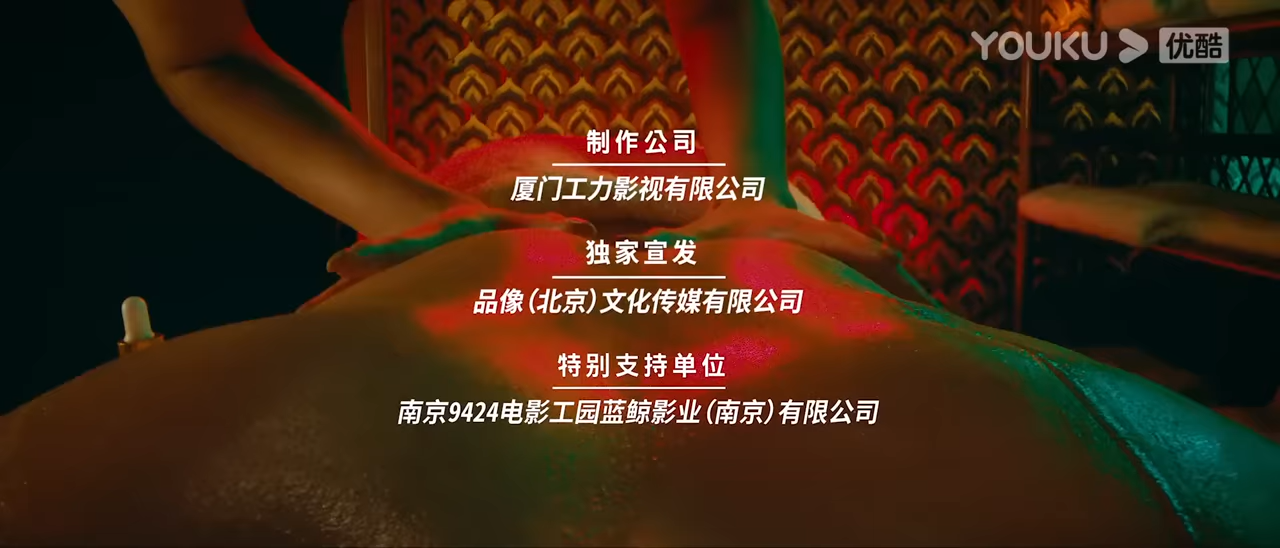 YOUKU 优酷
制作公司
厦门工力影视有限公司
独家宣发
品像(北京)文化传媒有限公司
特别支持单位
南京9424电影工园蓝鲸影业(南京)有限公司